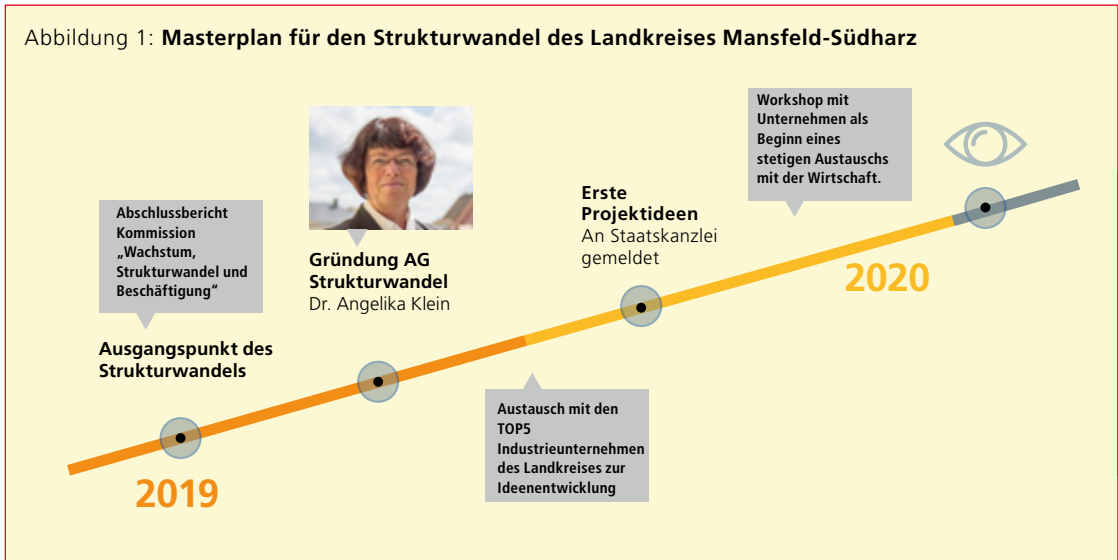 Abbildung 1: Masterplan für den Strukturwandel des Landkreises Mansfeld-Südharz
Abschlussbericht
Kommission
„Wachstum,
Strukturwandel und
Beschäftigung“
Ausgangspunkt des
Strukturwandels
2019
Gründung AG
Strukturwandel
Dr. Angelika Klein
Austausch mit den
TOP5
Industrieunternehmen
des Landkreises zur
Ideenentwicklung
Erste
Projektideen
An Staatskanzlei
gemeldet
Workshop mit
Unternehmen als
Beginn eines
stetigen Austauschs
mit der Wirtschaft.
2020